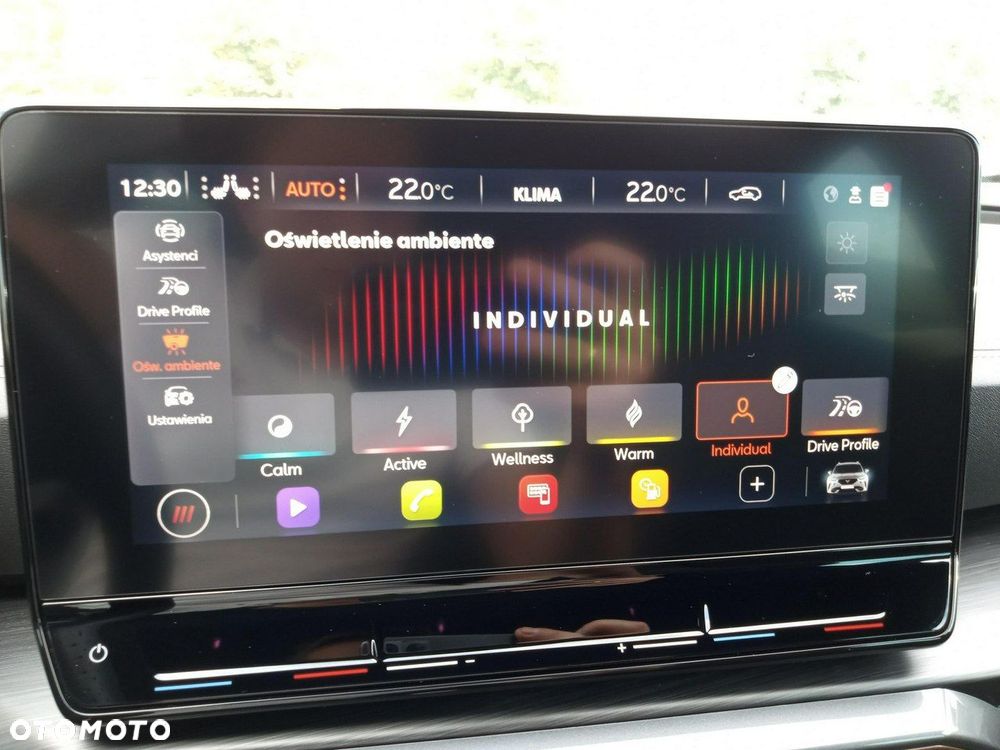 12:30 AUTO 22.0°C KLIMA 22.0°C
Oświetlenie ambiente
Asystenci
Drive Profile
Ośw. ambiente
Ustawienia
INDIVIDUAL
Calm Active Wellness Warm Individual Drive Profile
+
- +
OTOMOTO